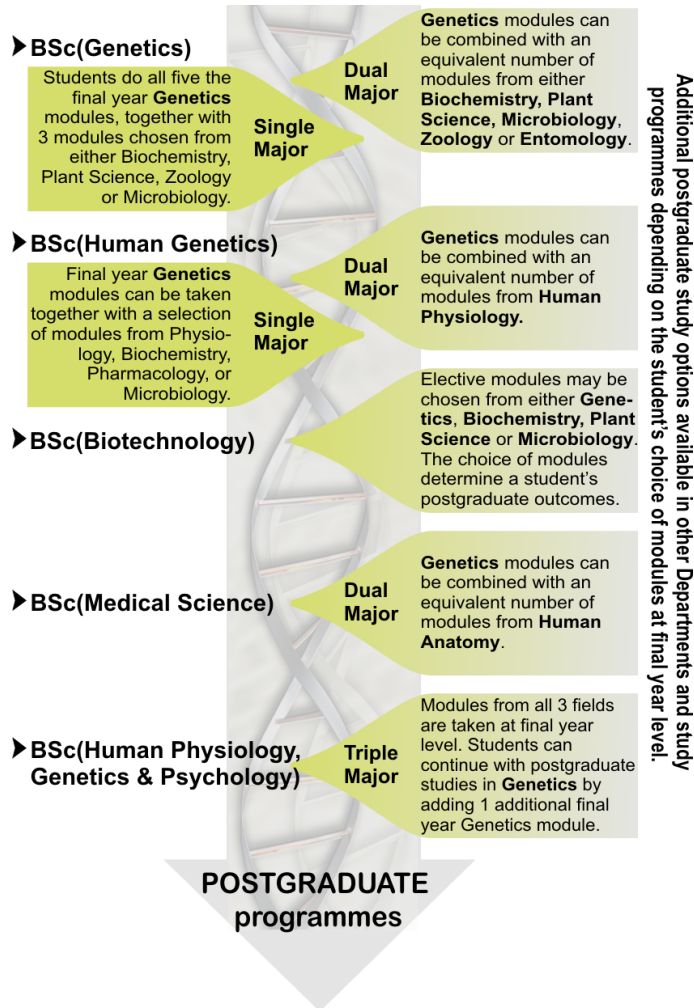 BSc(Genetics)
Students do all five the
final year Genetics
modules, together with
3 modules chosen from
either Biochemistry,
Plant Science, Zoology
or Microbiology.
Single
Major
Dual
Major
Genetics modules can
be combined with an
equivalent number of
modules from either
Biochemistry, Plant
Science, Microbiology,
Zoology or Entomology.
BSc(Human Genetics)
Final year Genetics
modules can be taken
together with a selection
of modules from Physio-
logy, Biochemistry,
Pharmacology, or
Microbiology.
Single
Major
Dual
Major
Genetics modules can
be combined with an
equivalent number of
modules from Human
Physiology.
BSc(Biotechnology)
Elective modules may be
chosen from either Gene-
tics, Biochemistry, Plant
Science or Microbiology.
The choice of modules
determine a student's
postgraduate outcomes.
BSc(Medical Science)
Dual
Major
Genetics modules can
be combined with an
equivalent number of
modules from Human
Anatomy.
BSc(Human Physiology,
Genetics & Psychology)
Triple
Major
Modules from all 3 fields
are taken at final year
level. Students can
continue with postgraduate
studies in Genetics by
adding 1 additional final
year Genetics module.
POSTGRADUATE
programmes
Additional postgraduate study options available in other Departments and study
programmes depending on the student's choice of modules at final year level.